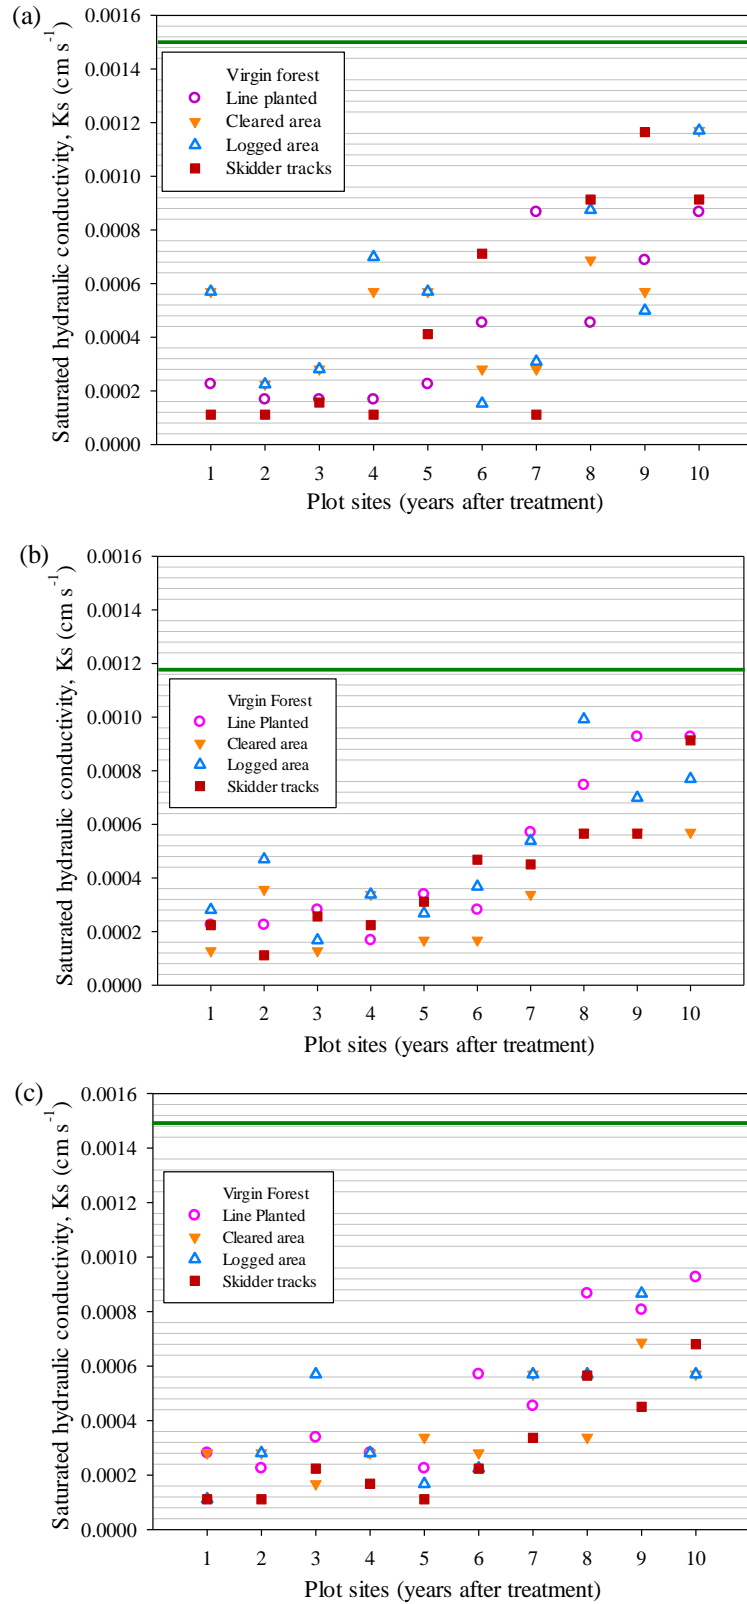 (a)
0.0016
0.0014
0.0012
0.0010
0.0008
0.0006
0.0004
0.0002
0.0000
Saturated hydraulic conductivity, Ks (cm s-1)
Virgin forest
Line planted
Cleared area
Logged area
Skidder tracks
1 2 3 4 5 6 7 8 9 10
Plot sites (years after treatment)
(b)
0.0016
0.0014
0.0012
0.0010
0.0008
0.0006
0.0004
0.0002
0.0000
Saturated hydraulic conductivity, Ks (cm s-1)
Virgin Forest
Line Planted
Cleared area
Logged area
Skidder tracks
1 2 3 4 5 6 7 8 9 10
Plot sites (years after treatment)
(c)
0.0016
0.0014
0.0012
0.0010
0.0008
0.0006
0.0004
0.0002
0.0000
Saturated hydraulic conductivity, Ks (cm s-1)
Virgin Forest
Line Planted
Cleared area
Logged area
Skidder tracks
1 2 3 4 5 6 7 8 9 10
Plot sites (years after treatment)